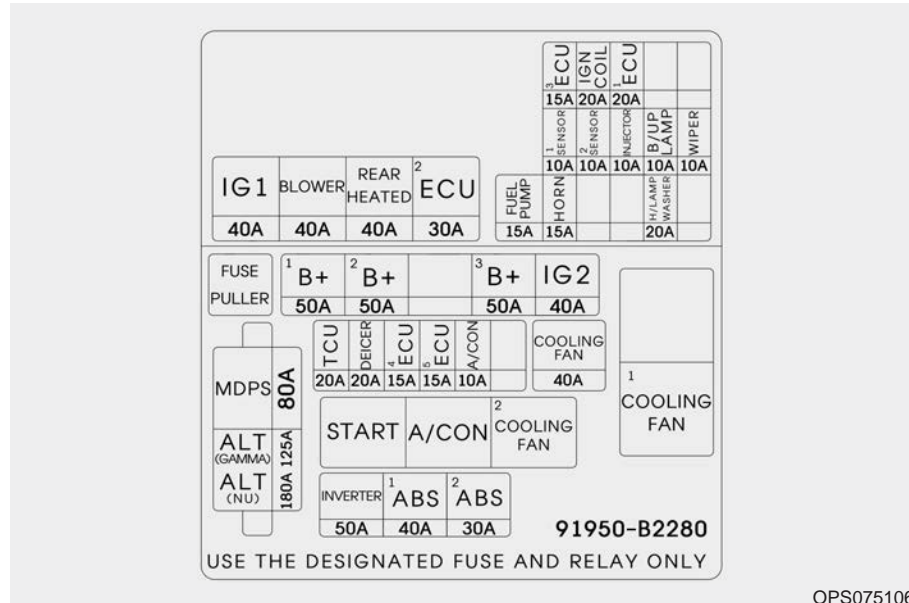 3 ECU
IGN COIL
1 ECU
15A 20A 20A
1 SENSOR
2 SENSOR
INJECTOR
B/UP LAMP
WIPER
10A 10A 10A 10A 10A
IG1
BLOWER
REAR HEATED
2 ECU
40A 40A 40A 30A
FUEL PUMP
HORN
H/LAMP WASHER
15A 15A 20A
FUSE PULLER
1 B+
2 B+
3 B+
IG2
50A 50A 50A 40A
TCU
DEICER
4 ECU
5 ECU
A/CON
20A 20A 15A 15A 10A
COOLING FAN
40A
1 COOLING FAN
MDPS 80A
ALT (GAMMA) 125A
ALT (NU) 180A
START
A/CON
2 COOLING FAN
INVERTER
1 ABS
2 ABS
50A 40A 30A
91950-B2280
USE THE DESIGNATED FUSE AND RELAY ONLY
OPS075106